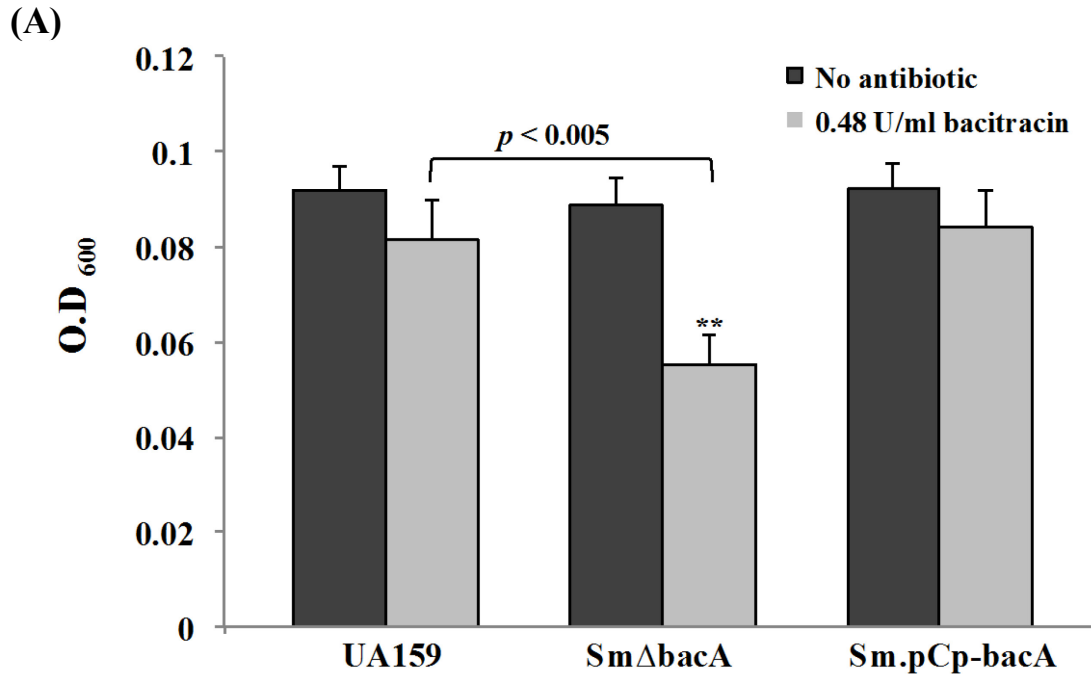 (A)
0.12
No antibiotic
0.48 U/ml bacitracin
p < 0.005
0.1
0.08
0.06
**
0.04
0.02
0
O.D 600
UA159
SmΔbacA
Sm.pCp-bacA